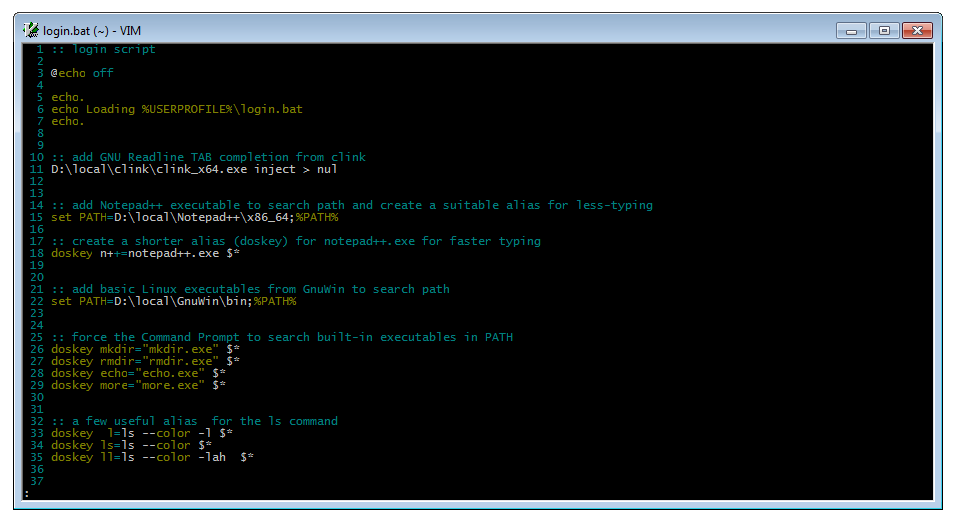 login.bat (~) - VIM
1 :: login script
2
3 @echo off
4
5 echo.
6 echo Loading %USERPROFILE%\login.bat
7 echo.
8
9
10 :: add GNU Readline TAB completion from clink
11 D:\local\clink\clink_x64.exe inject > nul
12
13
14 :: add Notepad++ executable to search path and create a suitable alias for less-typing
15 set PATH=D:\local\Notepad++\x86_64;%PATH%
16
17 :: create a shorter alias (doskey) for notepad++.exe for faster typing
18 doskey n++=notepad++.exe $*
19
20
21 :: add basic Linux executables from GnuWin to search path
22 set PATH=D:\local\GnuWin\bin;%PATH%
23
24
25 :: force the Command Prompt to search built-in executables in PATH
26 doskey mkdir="mkdir.exe" $*
27 doskey rmdir="rmdir.exe" $*
28 doskey echo="echo.exe" $*
29 doskey more="more.exe" $*
30
31
32 :: a few useful alias  for the ls command
33 doskey  l=ls --color -l $*
34 doskey ls=ls --color $*
35 doskey ll=ls --color -lah  $*
36
37
: